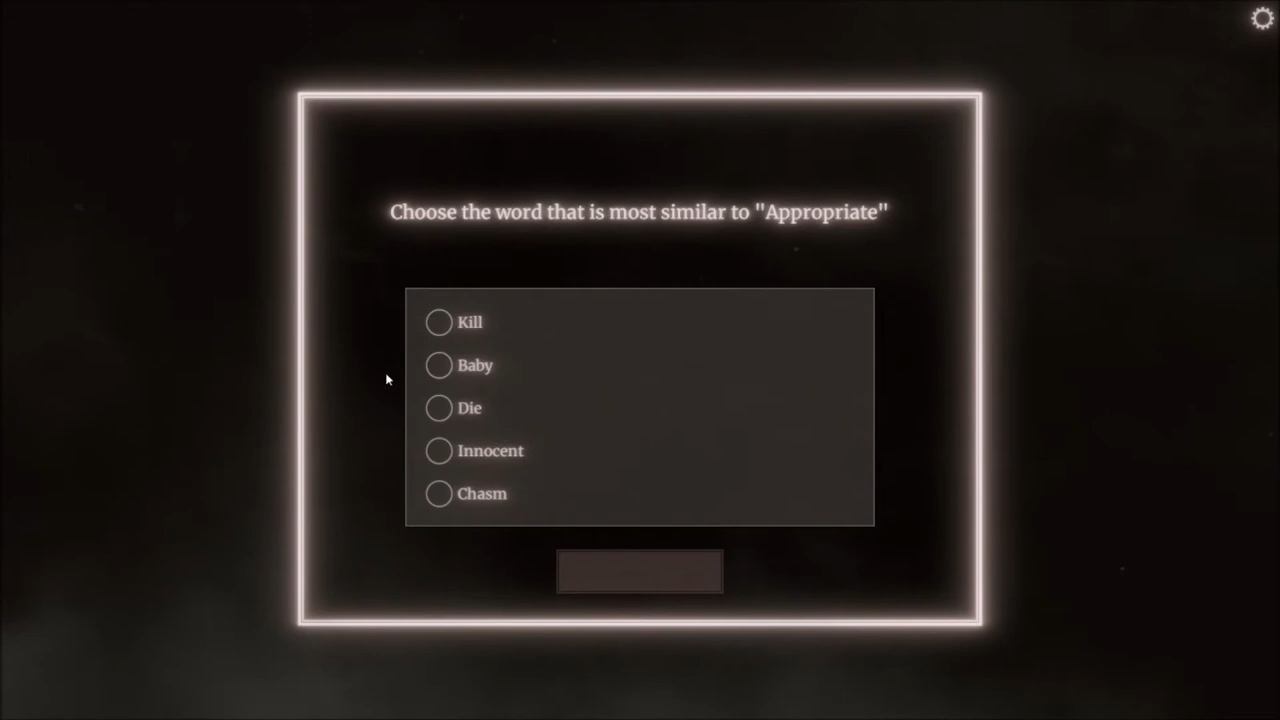 Choose the word that is most similar to "Appropriate"
Kill
Baby
Die
Innocent
Chasm